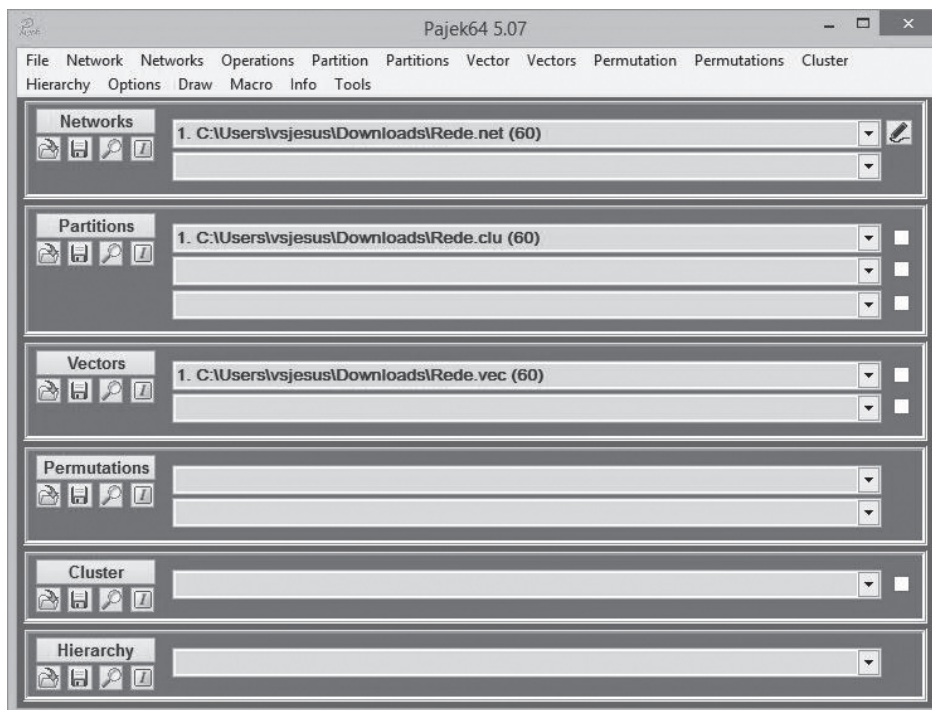 Pajek64 5.07
File Network Networks Operations Partition Partitions Vector Vectors Permutation Permutations Cluster
Hierarchy Options Draw Macro Info Tools
Networks
1. C:\Users\vsjesus\Downloads\Rede.net (60)
Partitions
1. C:\Users\vsjesus\Downloads\Rede.clu (60)
Vectors
1. C:\Users\vsjesus\Downloads\Rede.vec (60)
Permutations
Cluster
Hierarchy